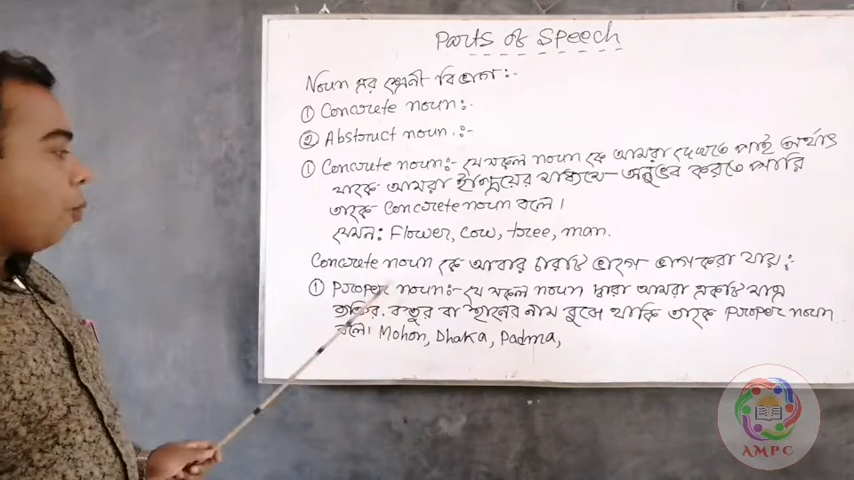 Parts of Speech
Noun এর শ্রেনী বিভাগ:-
① Concrete noun:-
② Abstruct noun.:-
① Concrete noun:- যে সকল noun কে আমরা দেখতে পাই অর্থাৎ
যাকে আমরা ইন্দ্রিয়ের মাধ্যমে অনুভব করতে পারি
তাকে Concrete noun বলে।
যেমন: Flower, cow, tree, man.
Concrete noun কে আবার চারটি ভাগে ভাগ করা যায়:-
① Proper noun:- যে সকল noun দ্বারা আমরা একটি মাত্র
ব্যক্তির, বস্তুর বা স্থানের নাম বুঝে থাকি তাকে proper noun
বলে। Mohon, Dhaka, Padma,
AMPC